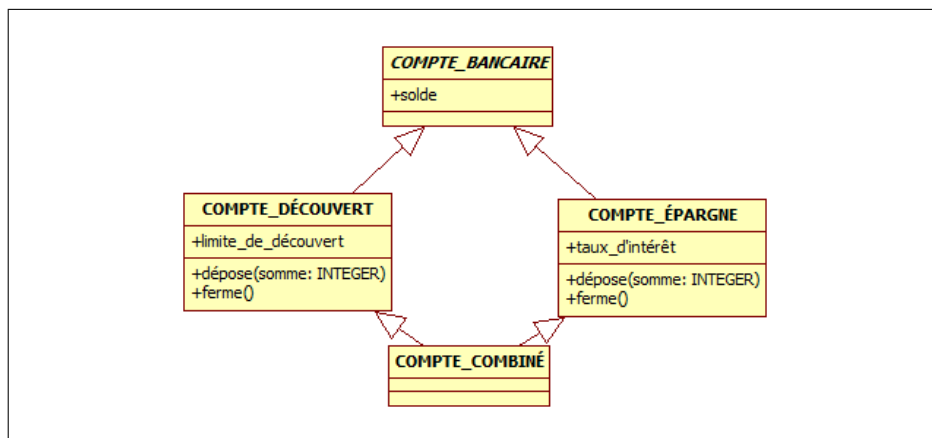 COMPTE_BANCAIRE
+solde
COMPTE_DÉCOUVERT
+limite_de_découvert
+dépose(somme: INTEGER)
+ferme()
COMPTE_ÉPARGNE
+taux_d'intérêt
+dépose(somme: INTEGER)
+ferme()
COMPTE_COMBINÉ